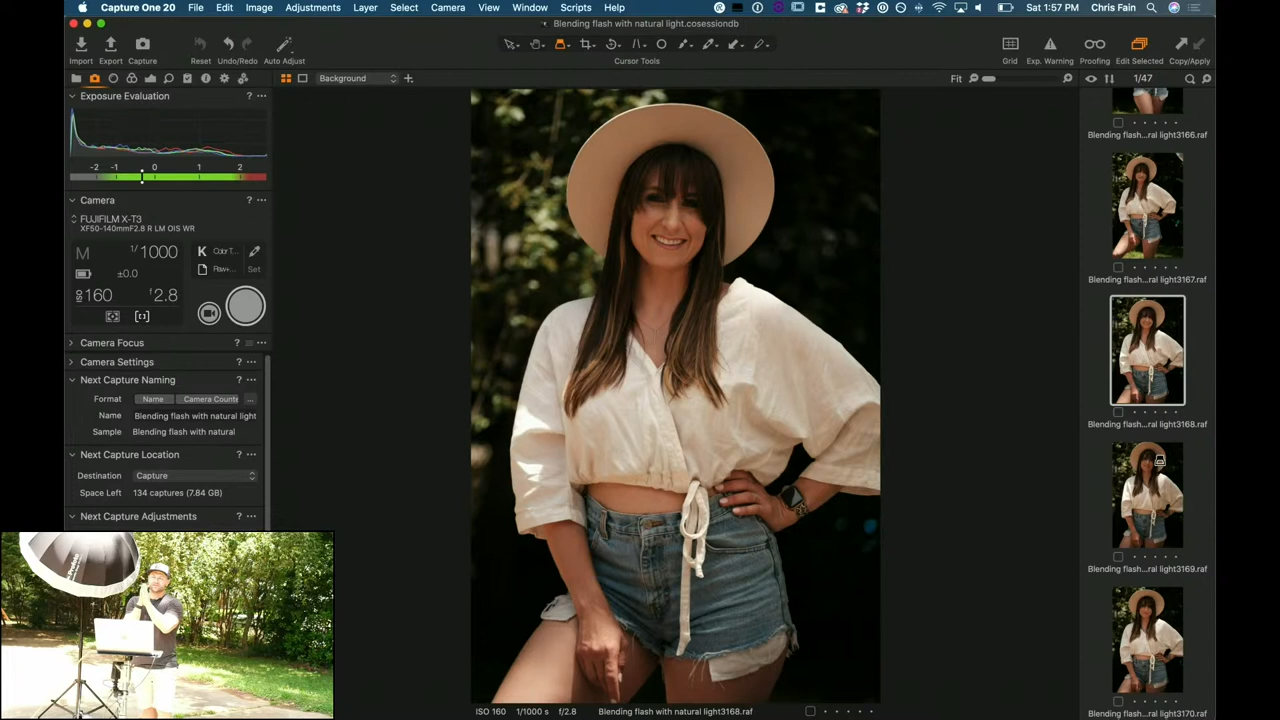 Capture One 20 File Edit Image Adjustments Layer Select Camera View Window Scripts Help Sat 1:57 PM Chris Fain
Blending flash with natural light.cosessiondb
Import Export Capture Reset Undo/Redo Auto Adjust Cursor Tools Grid Exp. Warning Proofing Edit Selected Copy/Apply
Background Fit 1/47
Exposure Evaluation ?
-2 -1 0 1 2
Camera ?
FUJIFILM X-T3
XF50-140mmF2.8 R LM OIS WR
M 1/1000 K Color T...
±0.0 Raw+... Set
ISO 160 f 2.8
Camera Focus ?
Camera Settings ?
Next Capture Naming ?
Format Name Camera Counte ...
Name Blending flash with natural light
Sample Blending flash with natural
Next Capture Location ?
Destination Capture
Space Left 134 captures (7.84 GB)
Next Capture Adjustments
Profoto
ISO 160 1/1000 s f/2.8 Blending flash with natural light3168.raf
Blending flash...ral light3166.raf
Blending flash...ral light3167.raf
Blending flash...ral light3168.raf
Blending flash...ral light3169.raf
Blending flash...ral light3170.raf